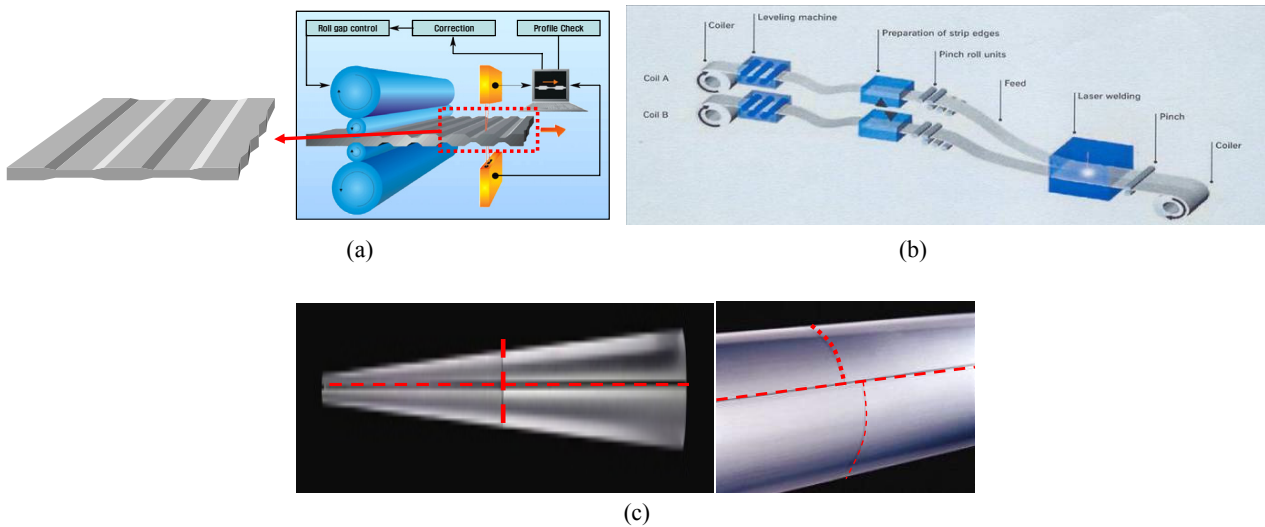 Roll gap control
Correction
Profile Check
(a)
Leveling machine
Coiler
Preparation of strip edges
Pinch roll units
Coil A
Feed
Laser welding
Coil B
Pinch
Coiler
(b)
(c)